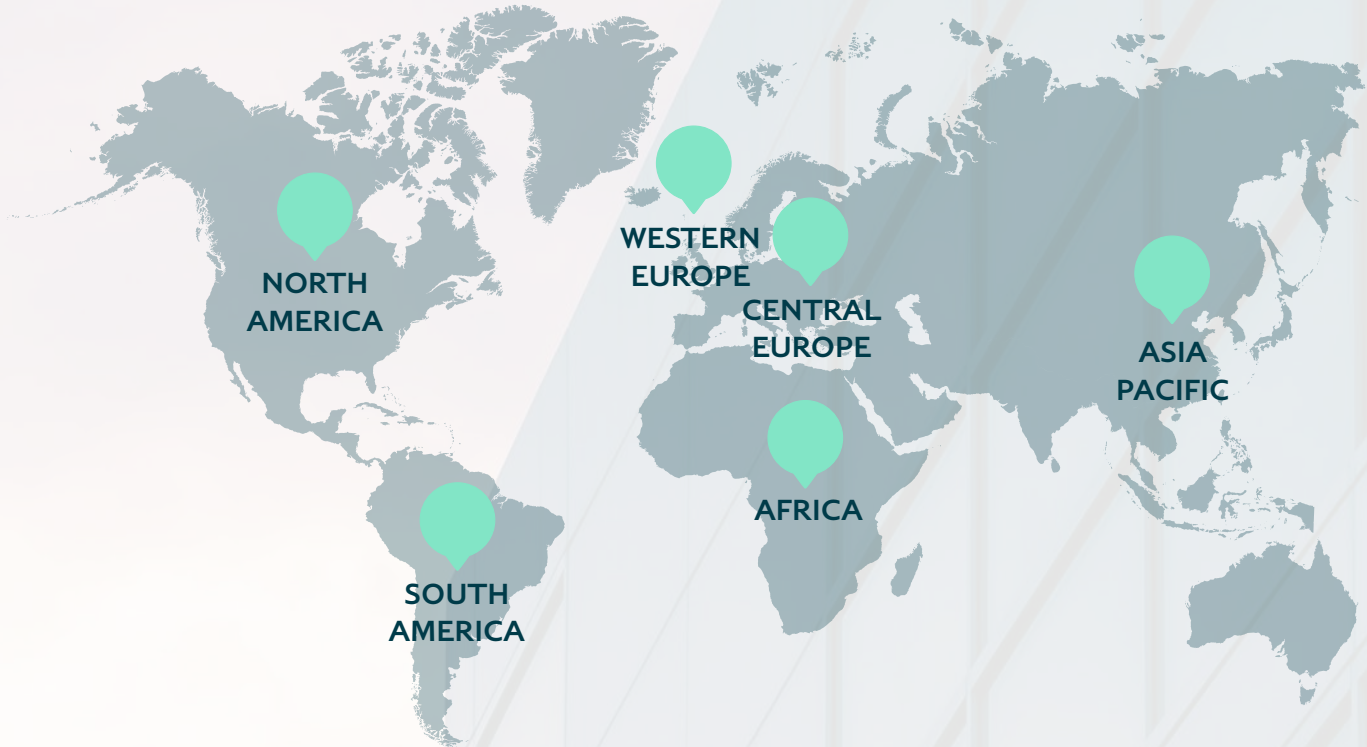 NORTH
AMERICA
WESTERN
EUROPE
CENTRAL
EUROPE
ASIA
PACIFIC
AFRICA
SOUTH
AMERICA